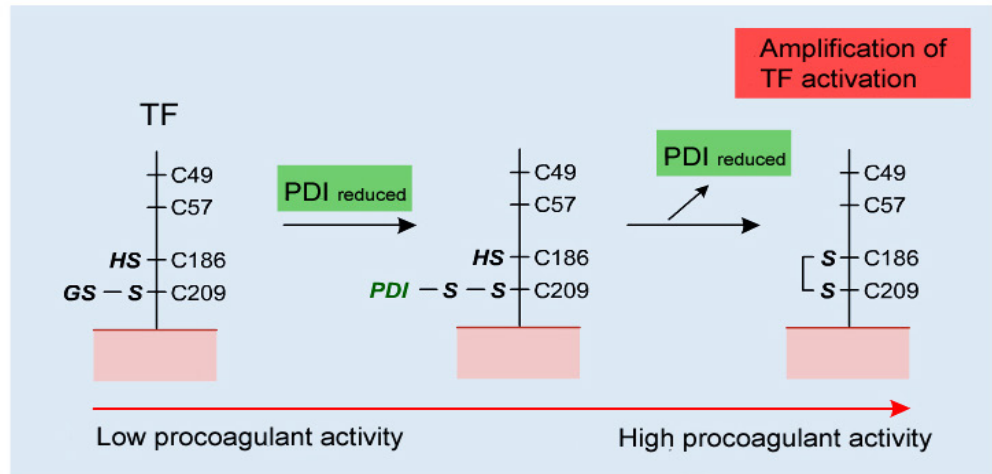 Amplification of
TF activation
TF
C49
C57
HS C186
GS – S C209
PDI reduced
C49
C57
HS C186
PDI – S – S C209
PDI reduced
C49
C57
S C186
S C209
Low procoagulant activity
High procoagulant activity